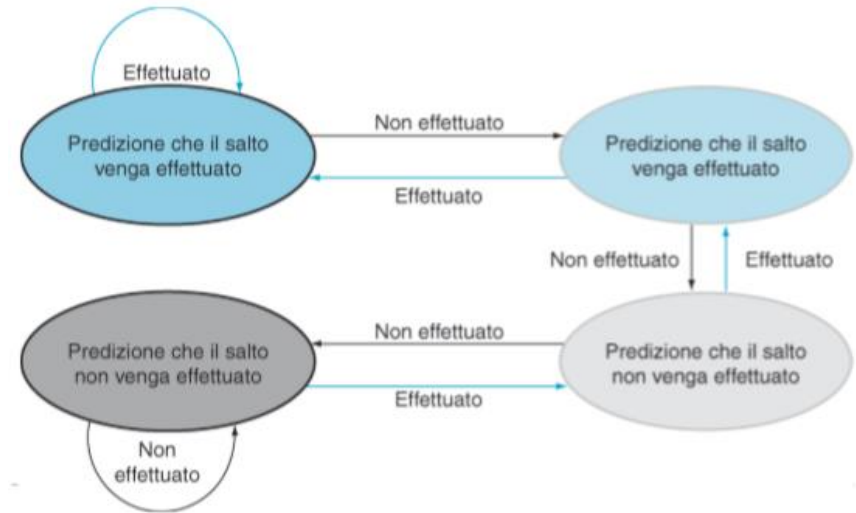 Effettuato
Predizione che il salto
venga effettuato
Non effettuato
Effettuato
Predizione che il salto
venga effettuato
Non effettuato
Effettuato
Predizione che il salto
non venga effettuato
Non effettuato
Effettuato
Predizione che il salto
non venga effettuato
Non
effettuato